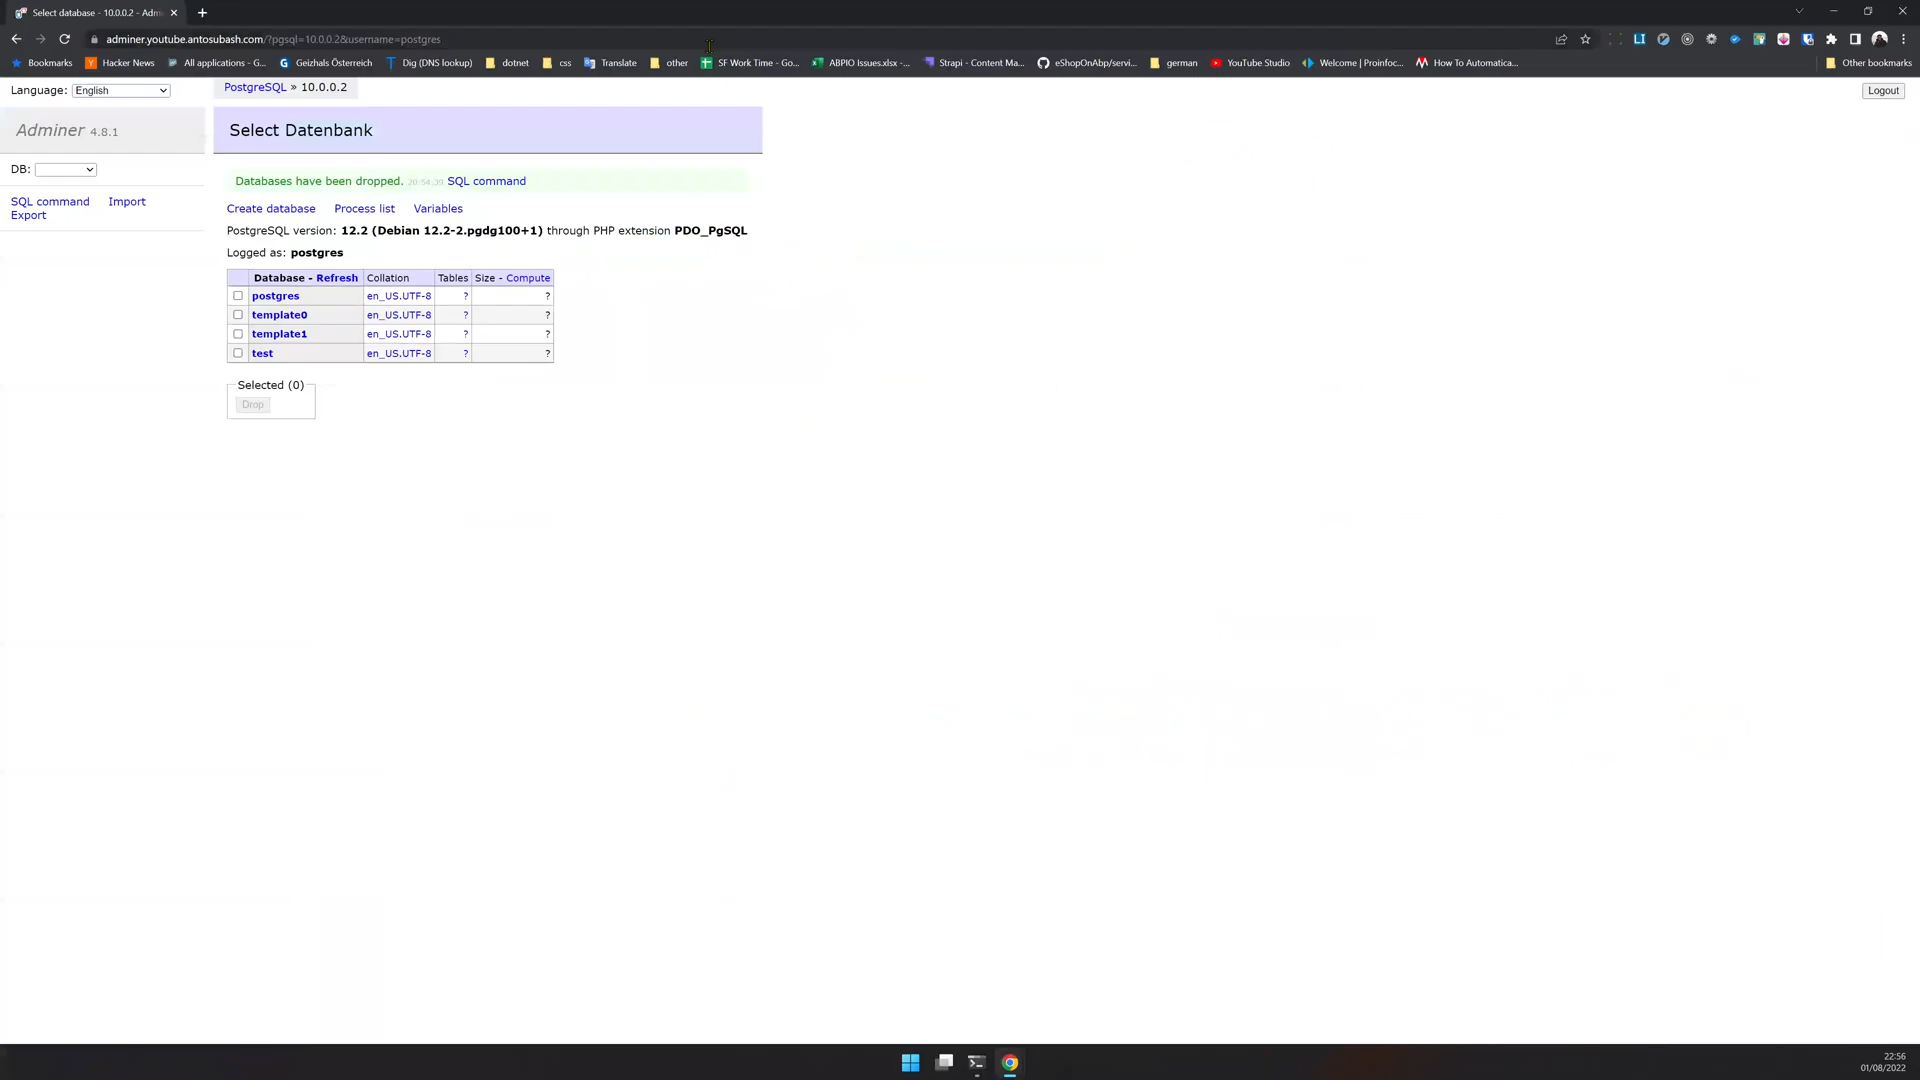 Select database - 10.0.0.2 - Adm
adminer.youtube.antosubash.com/?pgsql=10.0.0.2&username=postgres
Bookmarks Hacker News All applications - G... Geizhals Österreich Dig (DNS lookup) dotnet css Translate other SF Work Time - Go... ABPIO Issues.xlsx -... Strapi - Content Ma... eShopOnAbp/servi... german YouTube Studio Welcome | Proinfoc... How To Automatica... Other bookmarks
Language: English
PostgreSQL » 10.0.0.2
Logout
Adminer 4.8.1
Select Datenbank
DB:
Databases have been dropped. 20:54:39 SQL command
SQL command Import
Export
Create database Process list Variables
PostgreSQL version: 12.2 (Debian 12.2-2.pgdg100+1) through PHP extension PDO_PgSQL
Logged as: postgres
Database - Refresh Collation Tables Size - Compute
postgres en_US.UTF-8 ? ?
template0 en_US.UTF-8 ? ?
template1 en_US.UTF-8 ? ?
test en_US.UTF-8 ? ?
Selected (0)
Drop
22:56
01/08/2022